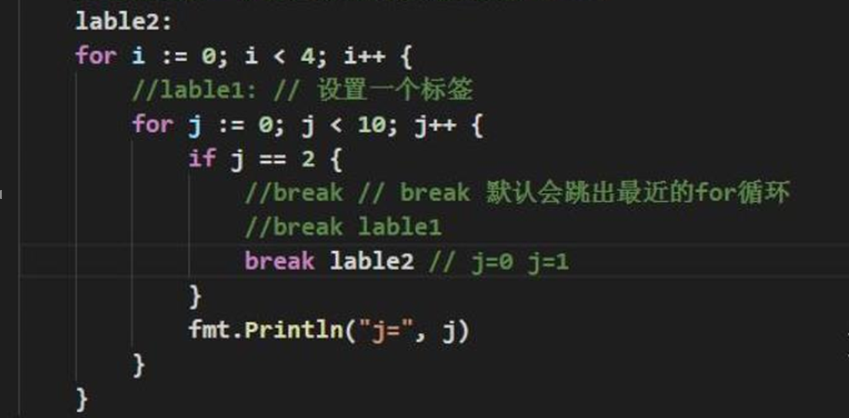 lable2:
for i := 0; i < 4; i++ {
//lable1: // 设置一个标签
for j := 0; j < 10; j++ {
if j == 2 {
//break // break 默认会跳出最近的for循环
//break lable1
break lable2 // j=0 j=1
}
fmt.Println("j=", j)
}
}